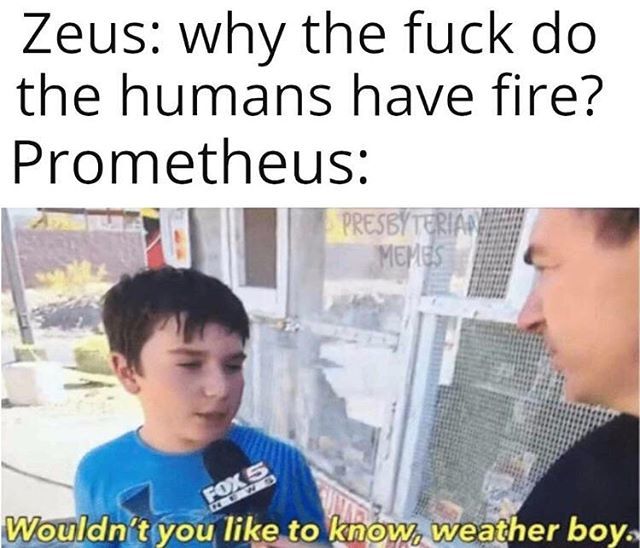 Zeus: why the fuck do
the humans have fire?
Prometheus:
PRESBYTERIAN
MEMES
FOX 5
NEWS
Wouldn't you like to know, weather boy.